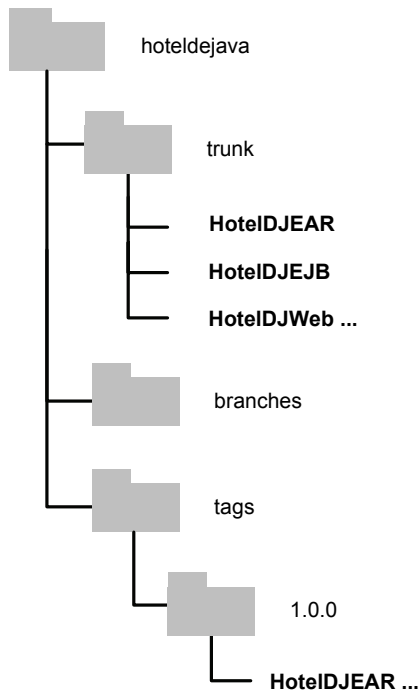 hoteldejava
trunk
HotelDJEAR
HotelDJEJB
HotelDJWeb ...
branches
tags
1.0.0
HotelDJEAR ...